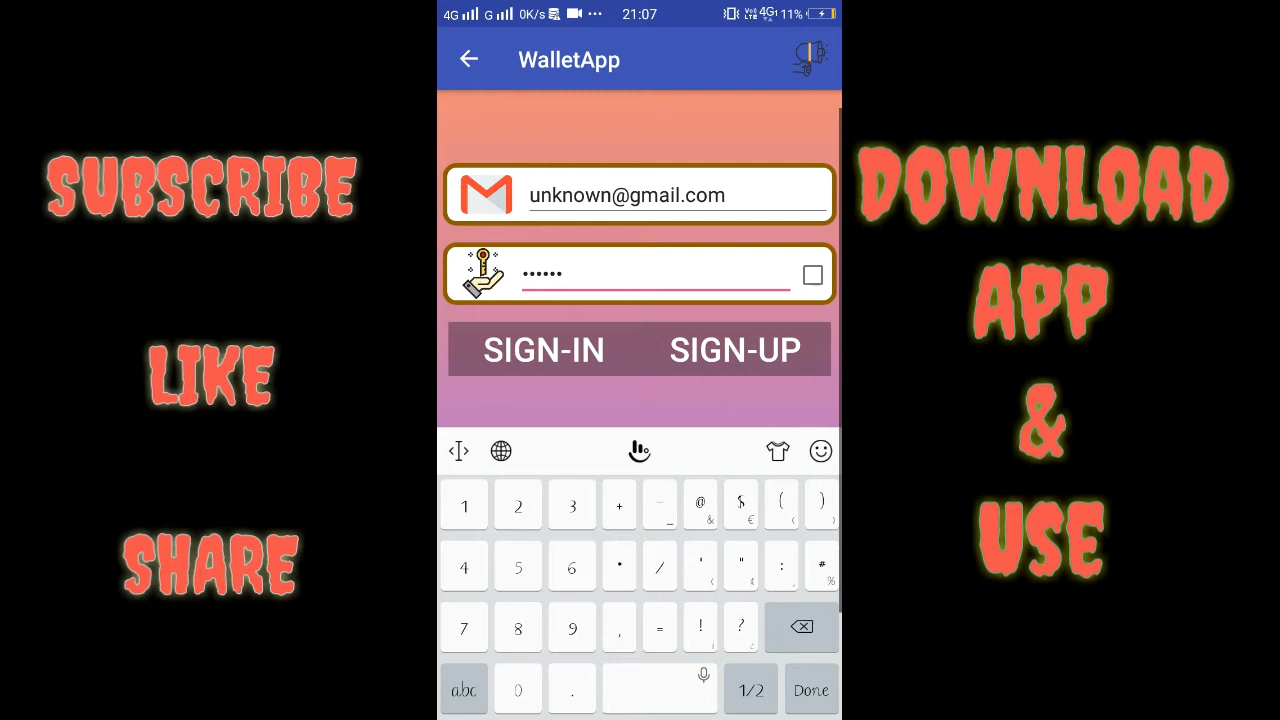 4G G 0K/s 21:07 4G 11%
WalletApp
SUBSCRIBE
LIKE
SHARE
unknown@gmail.com
••••••
SIGN-IN SIGN-UP
1 2 3 + - _ @ & $ € ( )
4 5 6 * / ' " : # %
7 8 9 , = ! ?
abc 0 . 1/2 Done
DOWNLOAD
APP
&
USE